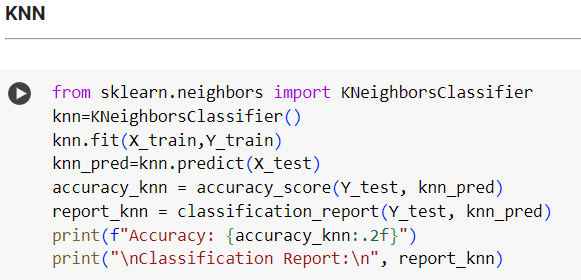 KNN
from sklearn.neighbors import KNeighborsClassifier
knn=KNeighborsClassifier()
knn.fit(X_train,Y_train)
knn_pred=knn.predict(X_test)
accuracy_knn = accuracy_score(Y_test, knn_pred)
report_knn = classification_report(Y_test, knn_pred)
print(f"Accuracy: {accuracy_knn:.2f}")
print("\nClassification Report:\n", report_knn)